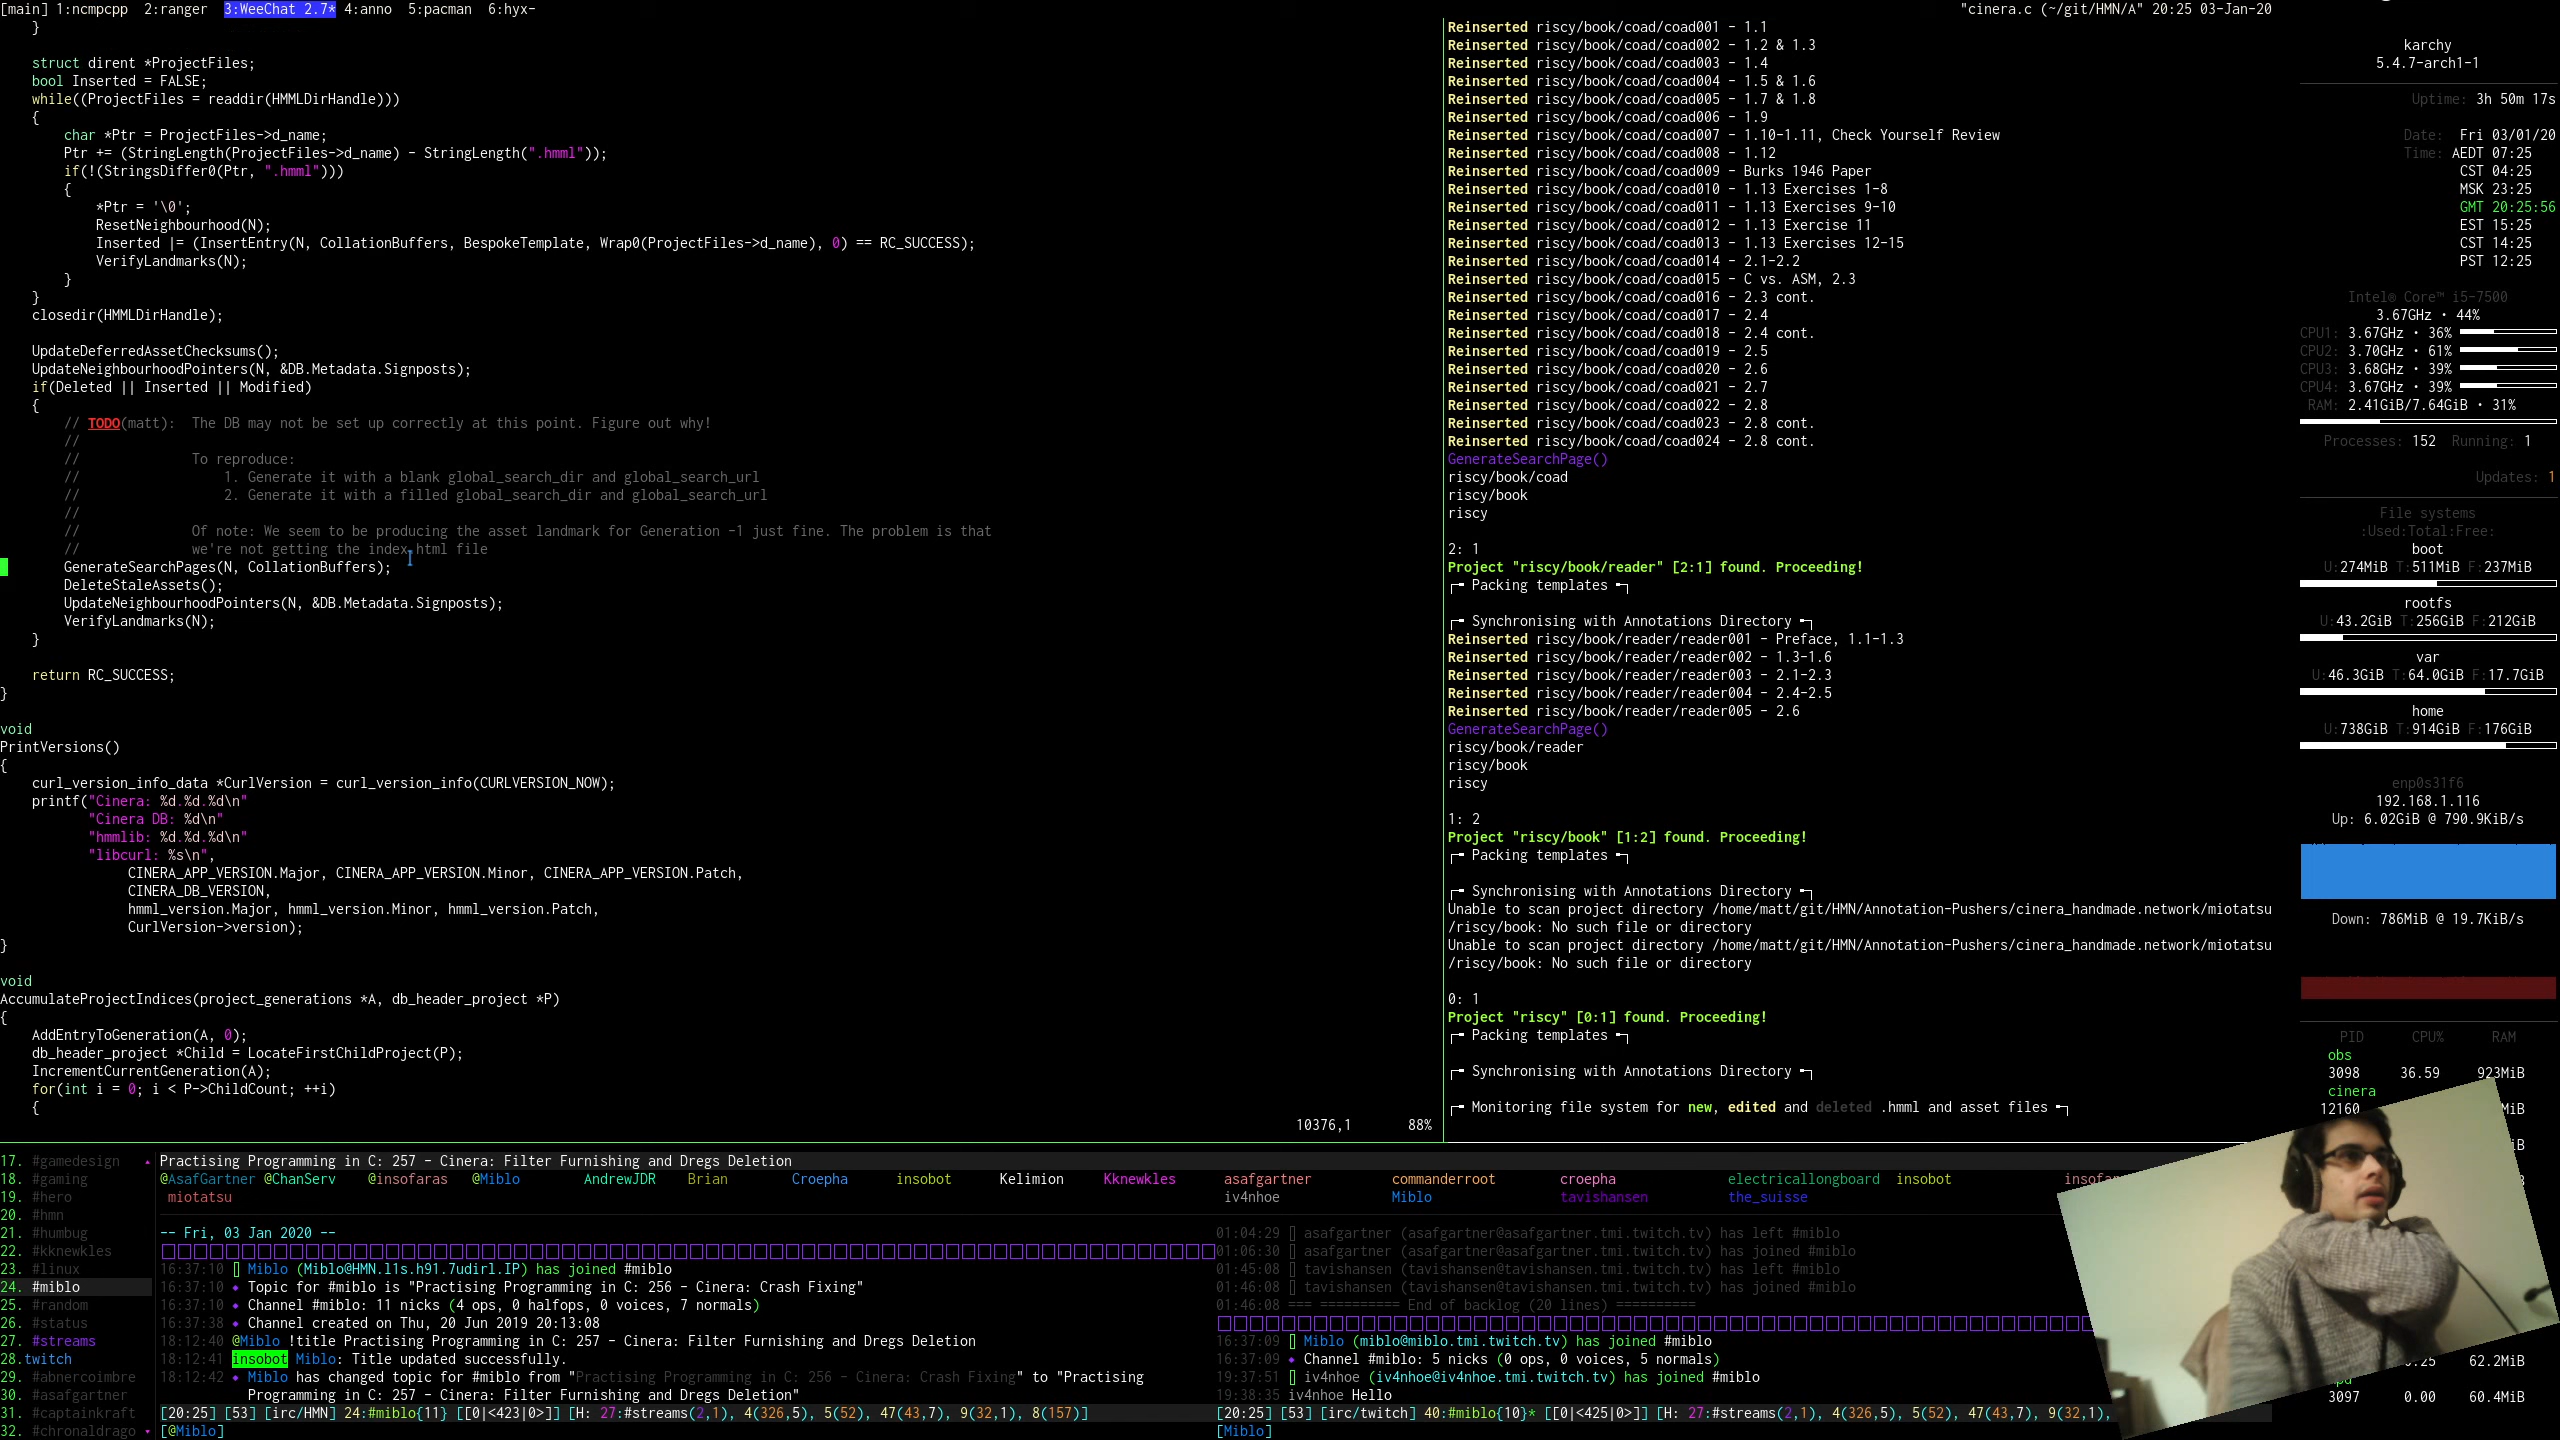 [main] 1:ncmpcpp  2:ranger  3:WeeChat 2.7* 4:anno  5:pacman  6:hyx-
"cinera.c (~/git/HMN/A" 20:25 03-Jan-20
    }
    struct dirent *ProjectFiles;
    bool Inserted = FALSE;
    while((ProjectFiles = readdir(HMMLDirHandle)))
    {
        char *Ptr = ProjectFiles->d_name;
        Ptr += (StringLength(ProjectFiles->d_name) - StringLength(".hmml"));
        if(!(StringsDiffer0(Ptr, ".hmml")))
        {
            *Ptr = '\0';
            ResetNeighbourhood(N);
            Inserted |= (InsertEntry(N, CollationBuffers, BespokeTemplate, Wrap0(ProjectFiles->d_name), 0) == RC_SUCCESS);
            VerifyLandmarks(N);
        }
    }
    closedir(HMMLDirHandle);
    UpdateDeferredAssetChecksums();
    UpdateNeighbourhoodPointers(N, &DB.Metadata.Signposts);
    if(Deleted || Inserted || Modified)
    {
        // TODO(matt):  The DB may not be set up correctly at this point. Figure out why!
        //
        //              To reproduce:
        //                  1. Generate it with a blank global_search_dir and global_search_url
        //                  2. Generate it with a filled global_search_dir and global_search_url
        //
        //              Of note: We seem to be producing the asset landmark for Generation -1 just fine. The problem is that
        //              we're not getting the index.html file
        GenerateSearchPages(N, CollationBuffers);
        DeleteStaleAssets();
        UpdateNeighbourhoodPointers(N, &DB.Metadata.Signposts);
        VerifyLandmarks(N);
    }
    return RC_SUCCESS;
}
void
PrintVersions()
{
    curl_version_info_data *CurlVersion = curl_version_info(CURLVERSION_NOW);
    printf("Cinera: %d.%d.%d\n"
           "Cinera DB: %d\n"
           "hmmlib: %d.%d.%d\n"
           "libcurl: %s\n",
                CINERA_APP_VERSION.Major, CINERA_APP_VERSION.Minor, CINERA_APP_VERSION.Patch,
                CINERA_DB_VERSION,
                hmml_version.Major, hmml_version.Minor, hmml_version.Patch,
                CurlVersion->version);
}
void
AccumulateProjectIndices(project_generations *A, db_header_project *P)
{
    AddEntryToGeneration(A, 0);
    db_header_project *Child = LocateFirstChildProject(P);
    IncrementCurrentGeneration(A);
    for(int i = 0; i < P->ChildCount; ++i)
    {
10376,1       88%
Reinserted riscy/book/coad/coad001 - 1.1
Reinserted riscy/book/coad/coad002 - 1.2 & 1.3
Reinserted riscy/book/coad/coad003 - 1.4
Reinserted riscy/book/coad/coad004 - 1.5 & 1.6
Reinserted riscy/book/coad/coad005 - 1.7 & 1.8
Reinserted riscy/book/coad/coad006 - 1.9
Reinserted riscy/book/coad/coad007 - 1.10-1.11, Check Yourself Review
Reinserted riscy/book/coad/coad008 - 1.12
Reinserted riscy/book/coad/coad009 - Burks 1946 Paper
Reinserted riscy/book/coad/coad010 - 1.13 Exercises 1-8
Reinserted riscy/book/coad/coad011 - 1.13 Exercises 9-10
Reinserted riscy/book/coad/coad012 - 1.13 Exercise 11
Reinserted riscy/book/coad/coad013 - 1.13 Exercises 12-15
Reinserted riscy/book/coad/coad014 - 2.1-2.2
Reinserted riscy/book/coad/coad015 - C vs. ASM, 2.3
Reinserted riscy/book/coad/coad016 - 2.3 cont.
Reinserted riscy/book/coad/coad017 - 2.4
Reinserted riscy/book/coad/coad018 - 2.4 cont.
Reinserted riscy/book/coad/coad019 - 2.5
Reinserted riscy/book/coad/coad020 - 2.6
Reinserted riscy/book/coad/coad021 - 2.7
Reinserted riscy/book/coad/coad022 - 2.8
Reinserted riscy/book/coad/coad023 - 2.8 cont.
Reinserted riscy/book/coad/coad024 - 2.8 cont.
GenerateSearchPage()
riscy/book/coad
riscy/book
riscy
2: 1
Project "riscy/book/reader" [2:1] found. Proceeding!
Packing templates
Synchronising with Annotations Directory
Reinserted riscy/book/reader/reader001 - Preface, 1.1-1.3
Reinserted riscy/book/reader/reader002 - 1.3-1.6
Reinserted riscy/book/reader/reader003 - 2.1-2.3
Reinserted riscy/book/reader/reader004 - 2.4-2.5
Reinserted riscy/book/reader/reader005 - 2.6
GenerateSearchPage()
riscy/book/reader
riscy/book
riscy
1: 2
Project "riscy/book" [1:2] found. Proceeding!
Packing templates
Synchronising with Annotations Directory
Unable to scan project directory /home/matt/git/HMN/Annotation-Pushers/cinera_handmade.network/miotatsu
/riscy/book: No such file or directory
Unable to scan project directory /home/matt/git/HMN/Annotation-Pushers/cinera_handmade.network/miotatsu
/riscy/book: No such file or directory
0: 1
Project "riscy" [0:1] found. Proceeding!
Packing templates
Synchronising with Annotations Directory
Monitoring file system for new, edited and deleted .hmml and asset files
karchy
5.4.7-arch1-1
Uptime: 3h 50m 17s
Date: Fri 03/01/20
Time: AEDT 07:25
CST 04:25
MSK 23:25
GMT 20:25:56
EST 15:25
CST 14:25
PST 12:25
Intel® Core™ i5-7500
3.67GHz • 44%
CPU1: 3.67GHz • 36%
CPU2: 3.70GHz • 61%
CPU3: 3.68GHz • 39%
CPU4: 3.67GHz • 39%
RAM: 2.41GiB/7.64GiB • 31%
Processes: 152  Running: 1
Updates: 1
File systems
:Used:Total:Free:
boot
U:274MiB T:511MiB F:237MiB
rootfs
U:43.2GiB T:256GiB F:212GiB
var
U:46.3GiB T:64.0GiB F:17.7GiB
home
U:738GiB T:914GiB F:176GiB
enp0s31f6
192.168.1.116
Up: 6.02GiB @ 790.9KiB/s
Down: 786MiB @ 19.7KiB/s
PID CPU% RAM
obs
3098 36.59 923MiB
cinera
12160
62.2MiB
3097 0.00 60.4MiB
17. #gamedesign
18. #gaming
19. #hero
20. #hmn
21. #humbug
22. #kknewkles
23. #linux
24. #miblo
25. #random
26. #status
27. #streams
28.twitch
29. #abnercoimbre
30. #asafgartner
31. #captainkraft
32. #chronaldrago
Practising Programming in C: 257 - Cinera: Filter Furnishing and Dregs Deletion
@AsafGartner @ChanServ @insofaras @Miblo AndrewJDR Brian Croepha insobot Kelimion Kknewkles
miotatsu
-- Fri, 03 Jan 2020 --
16:37:10 Miblo (Miblo@HMN.l1s.h91.7udirl.IP) has joined #miblo
16:37:10 Topic for #miblo is "Practising Programming in C: 256 - Cinera: Crash Fixing"
16:37:10 Channel #miblo: 11 nicks (4 ops, 0 halfops, 0 voices, 7 normals)
16:37:38 Channel created on Thu, 20 Jun 2019 20:13:08
18:12:40 @Miblo !title Practising Programming in C: 257 - Cinera: Filter Furnishing and Dregs Deletion
18:12:41 insobot Miblo: Title updated successfully.
18:12:42 Miblo has changed topic for #miblo from "Practising Programming in C: 256 - Cinera: Crash Fixing" to "Practising
Programming in C: 257 - Cinera: Filter Furnishing and Dregs Deletion"
[20:25] [53] [irc/HMN] 24:#miblo{11} [[0|<423|0>]] [H: 27:#streams(2,1), 4(326,5), 5(52), 47(43,7), 9(32,1), 8(157)]
[@Miblo]
asafgartner commanderroot croepha electricallongboard insobot insofar
iv4nhoe Miblo tavishansen the_suisse
01:04:29 asafgartner (asafgartner@asafgartner.tmi.twitch.tv) has left #miblo
01:06:30 asafgartner (asafgartner@asafgartner.tmi.twitch.tv) has joined #miblo
01:45:08 tavishansen (tavishansen@tavishansen.tmi.twitch.tv) has left #miblo
01:46:08 tavishansen (tavishansen@tavishansen.tmi.twitch.tv) has joined #miblo
01:46:08 === ========== End of backlog (20 lines) ==========
16:37:09 Miblo (miblo@miblo.tmi.twitch.tv) has joined #miblo
16:37:09 Channel #miblo: 5 nicks (0 ops, 0 voices, 5 normals)
19:37:51 iv4nhoe (iv4nhoe@iv4nhoe.tmi.twitch.tv) has joined #miblo
19:38:35 iv4nhoe Hello
[20:25] [53] [irc/twitch] 40:#miblo{10}* [[0|<425|0>]] [H: 27:#streams(2,1), 4(326,5), 5(52), 47(43,7), 9(32,1),
[Miblo]